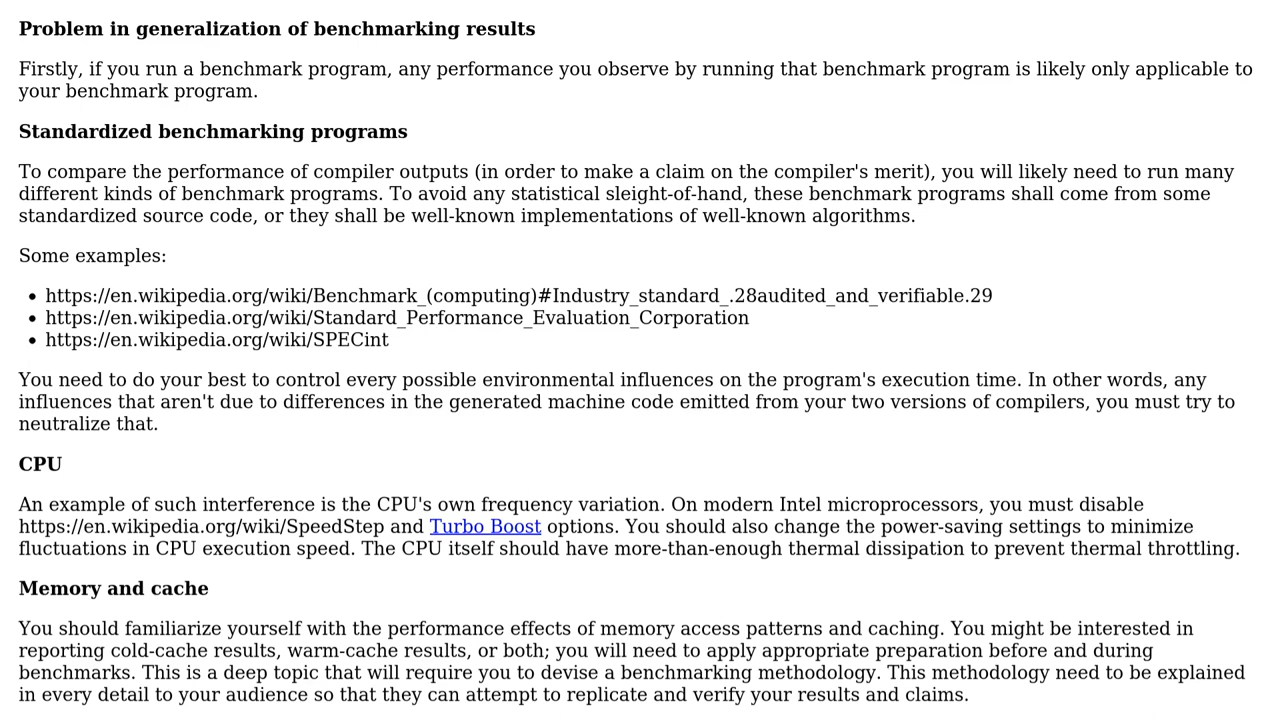 Problem in generalization of benchmarking results
Firstly, if you run a benchmark program, any performance you observe by running that benchmark program is likely only applicable to
your benchmark program.
Standardized benchmarking programs
To compare the performance of compiler outputs (in order to make a claim on the compiler's merit), you will likely need to run many
different kinds of benchmark programs. To avoid any statistical sleight-of-hand, these benchmark programs shall come from some
standardized source code, or they shall be well-known implementations of well-known algorithms.
Some examples:
• https://en.wikipedia.org/wiki/Benchmark_(computing)#Industry_standard_.28audited_and_verifiable.29
• https://en.wikipedia.org/wiki/Standard_Performance_Evaluation_Corporation
• https://en.wikipedia.org/wiki/SPECint
You need to do your best to control every possible environmental influences on the program's execution time. In other words, any
influences that aren't due to differences in the generated machine code emitted from your two versions of compilers, you must try to
neutralize that.
CPU
An example of such interference is the CPU's own frequency variation. On modern Intel microprocessors, you must disable
https://en.wikipedia.org/wiki/SpeedStep and Turbo Boost options. You should also change the power-saving settings to minimize
fluctuations in CPU execution speed. The CPU itself should have more-than-enough thermal dissipation to prevent thermal throttling.
Memory and cache
You should familiarize yourself with the performance effects of memory access patterns and caching. You might be interested in
reporting cold-cache results, warm-cache results, or both; you will need to apply appropriate preparation before and during
benchmarks. This is a deep topic that will require you to devise a benchmarking methodology. This methodology need to be explained
in every detail to your audience so that they can attempt to replicate and verify your results and claims.